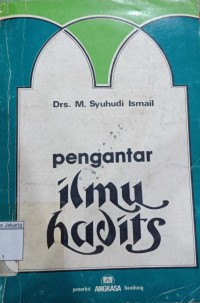 Drs. M. Syuhudi Ismail
pengantar
ilmu
hadits
penerbit ANGKASA bandung